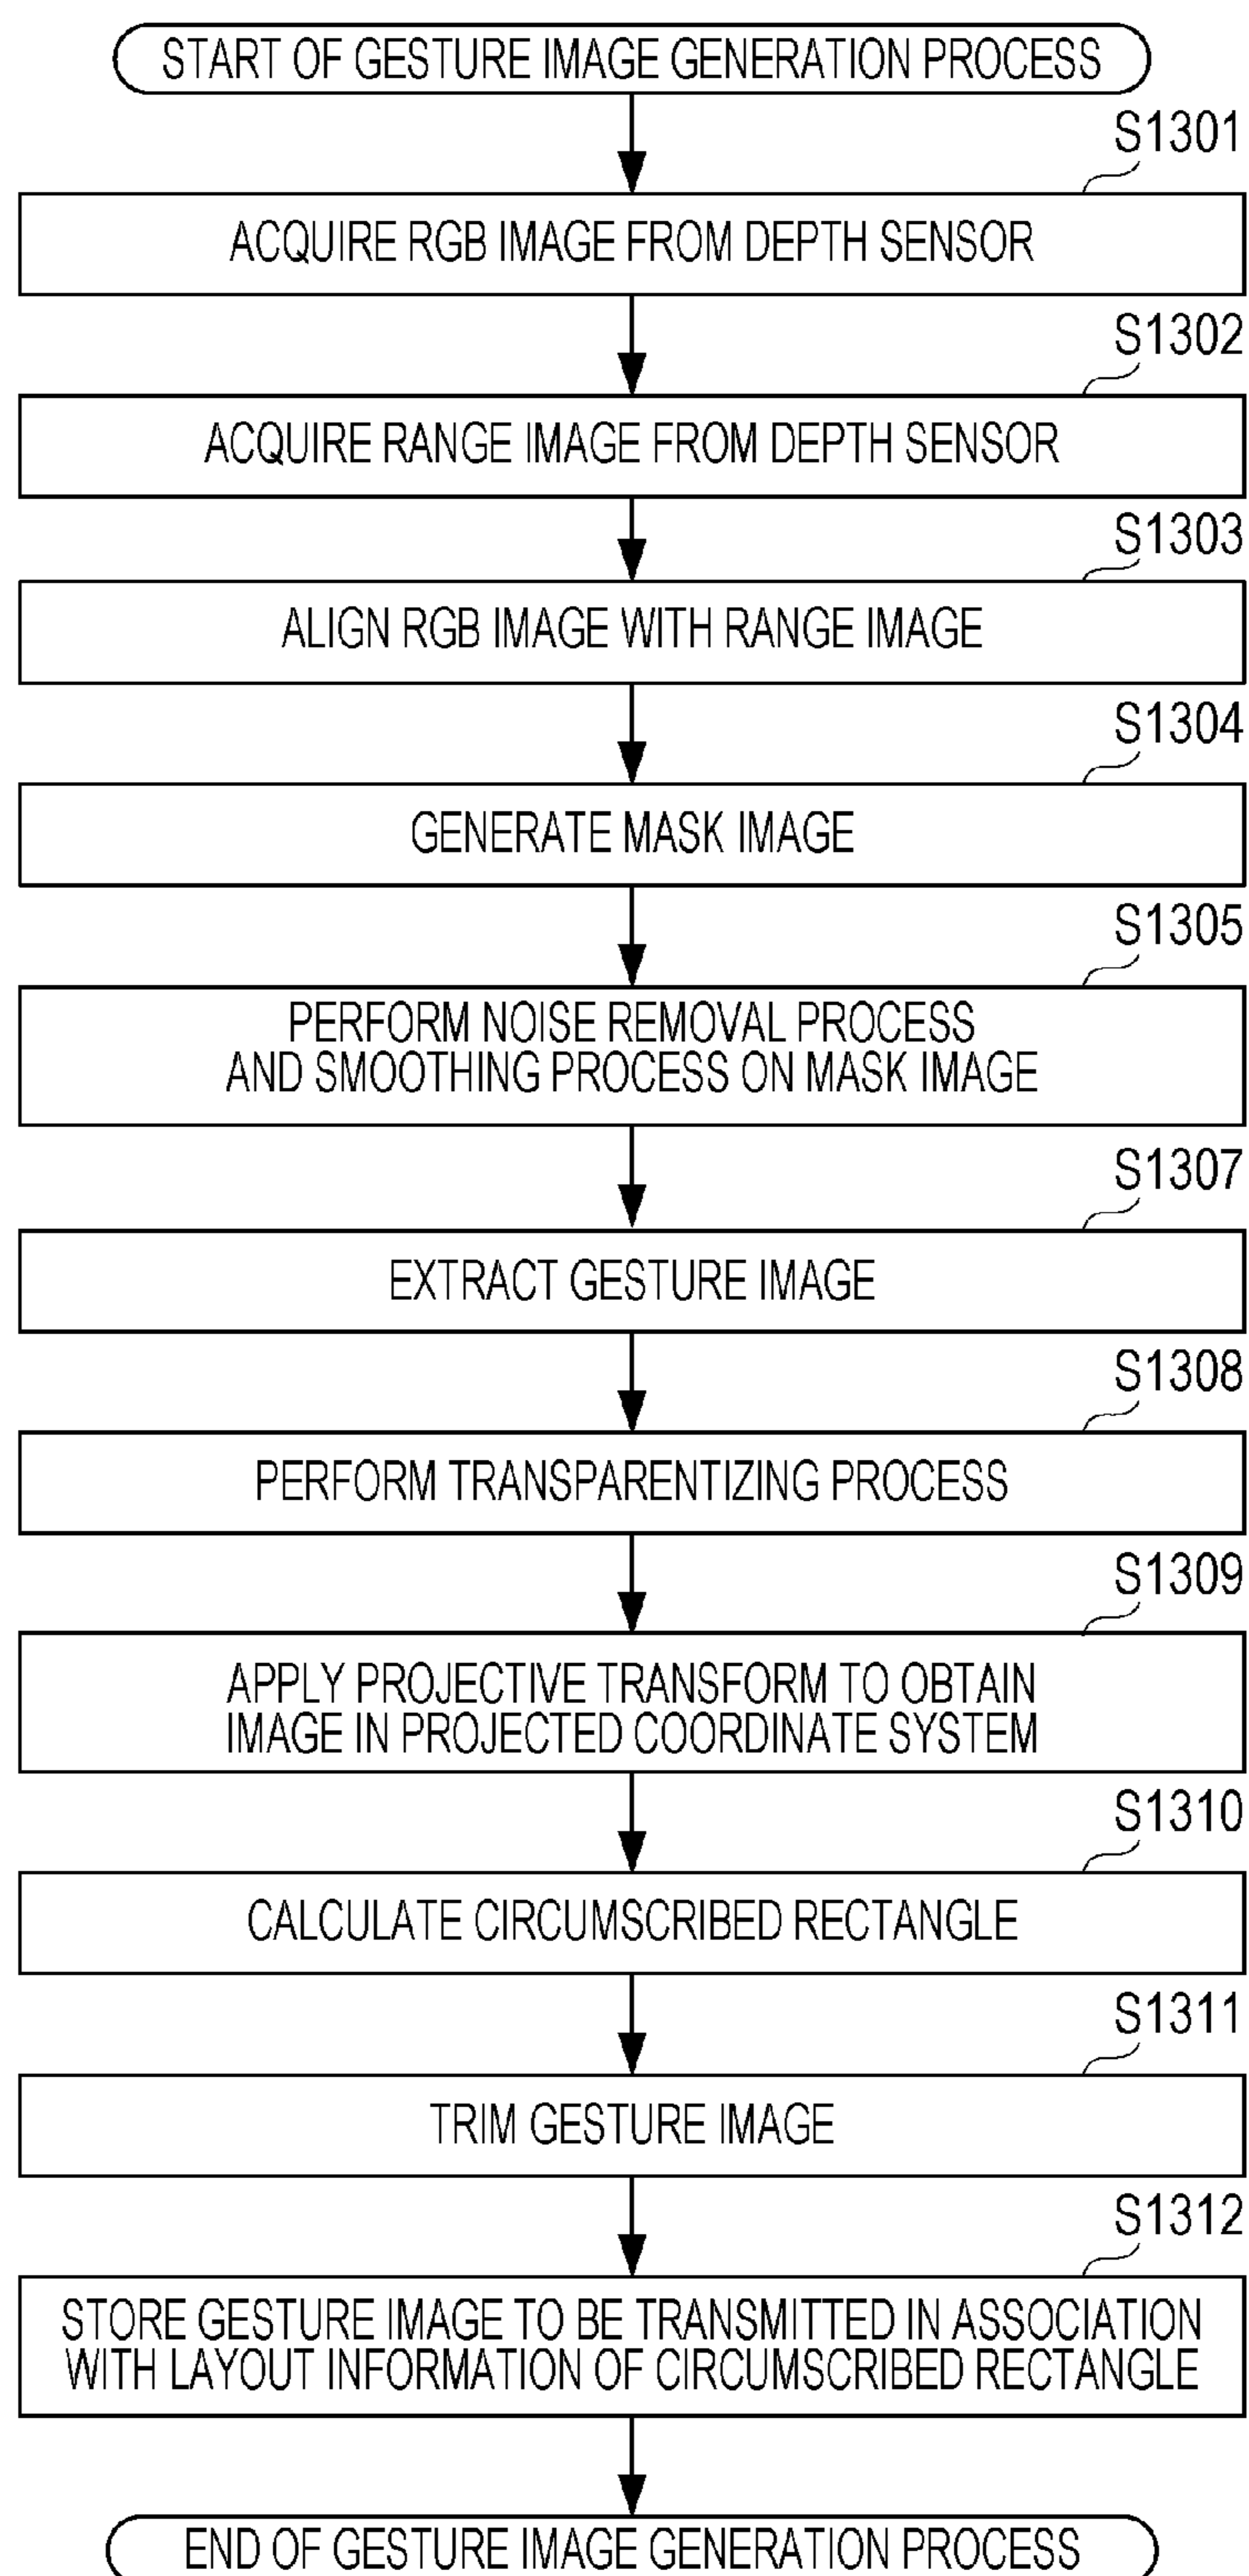 START OF GESTURE IMAGE GENERATION PROCESS
S1301
ACQUIRE RGB IMAGE FROM DEPTH SENSOR
S1302
ACQUIRE RANGE IMAGE FROM DEPTH SENSOR
S1303
ALIGN RGB IMAGE WITH RANGE IMAGE
S1304
GENERATE MASK IMAGE
S1305
PERFORM NOISE REMOVAL PROCESS
AND SMOOTHING PROCESS ON MASK IMAGE
S1307
EXTRACT GESTURE IMAGE
S1308
PERFORM TRANSPARENTIZING PROCESS
S1309
APPLY PROJECTIVE TRANSFORM TO OBTAIN
IMAGE IN PROJECTED COORDINATE SYSTEM
S1310
CALCULATE CIRCUMSCRIBED RECTANGLE
S1311
TRIM GESTURE IMAGE
S1312
STORE GESTURE IMAGE TO BE TRANSMITTED IN ASSOCIATION
WITH LAYOUT INFORMATION OF CIRCUMSCRIBED RECTANGLE
END OF GESTURE IMAGE GENERATION PROCESS